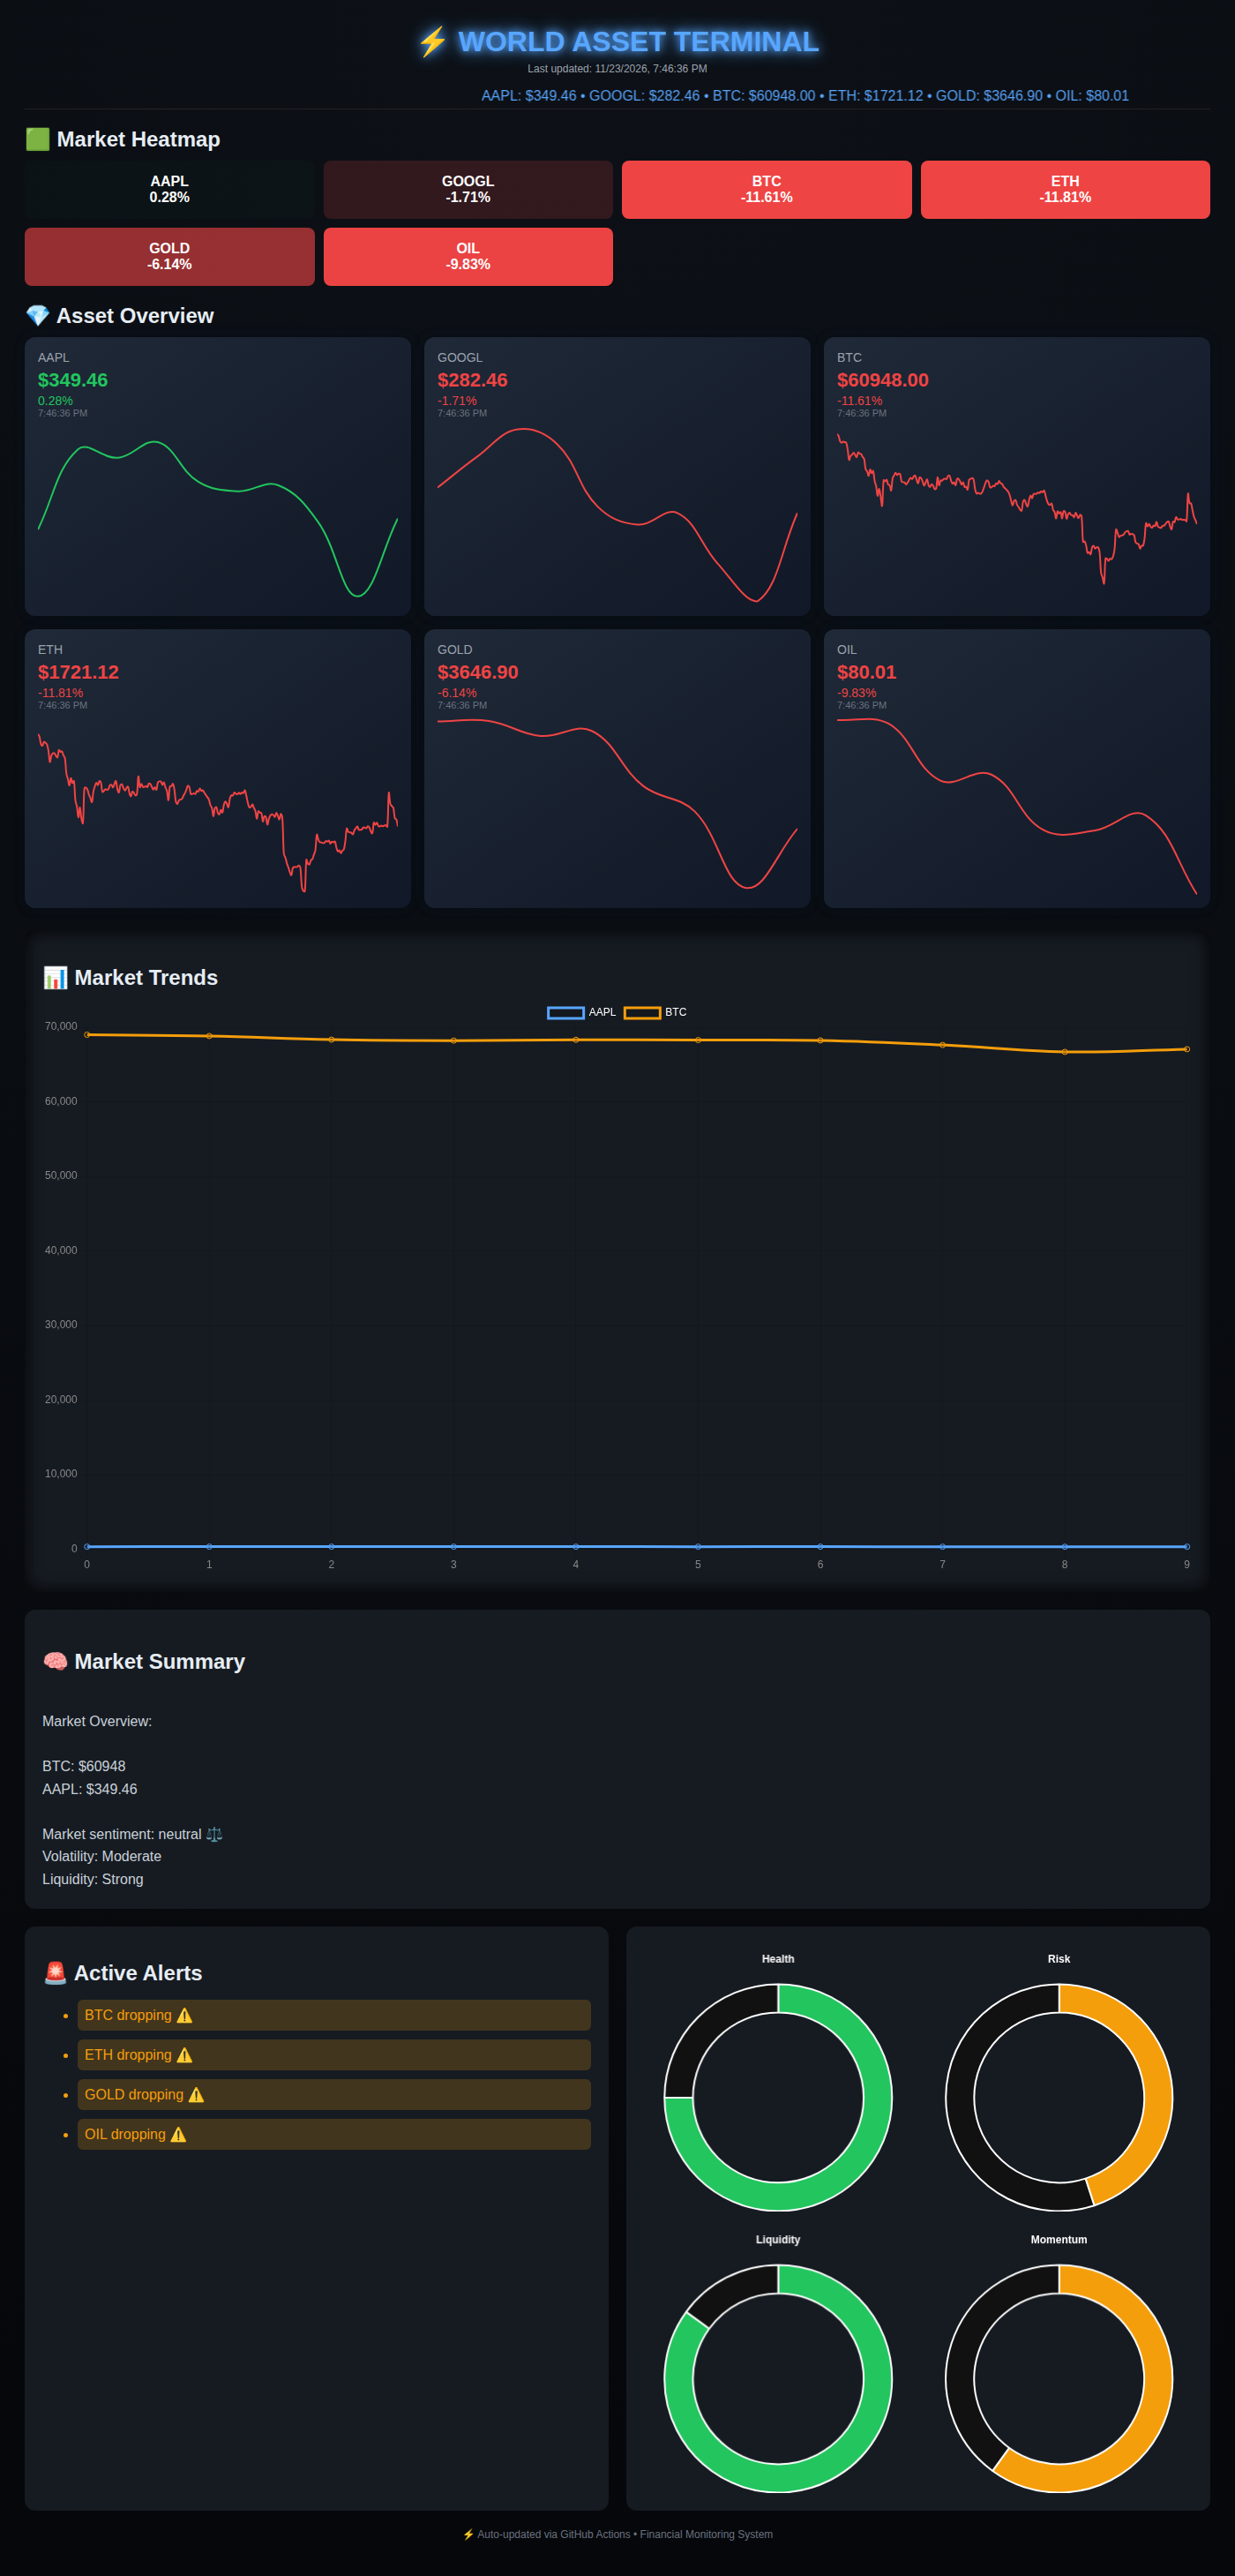 ⚡ WORLD ASSET TERMINAL
Last updated: 11/23/2026, 7:46:36 PM
AAPL: $349.46 • GOOGL: $282.46 • BTC: $60948.00 • ETH: $1721.12 • GOLD: $3646.90 • OIL: $80.01
🟩 Market Heatmap
AAPL
0.28%
GOOGL
-1.71%
BTC
-11.61%
ETH
-11.81%
GOLD
-6.14%
OIL
-9.83%
💎 Asset Overview
AAPL
$349.46
0.28%
7:46:36 PM
GOOGL
$282.46
-1.71%
7:46:36 PM
BTC
$60948.00
-11.61%
7:46:36 PM
ETH
$1721.12
-11.81%
7:46:36 PM
GOLD
$3646.90
-6.14%
7:46:36 PM
OIL
$80.01
-9.83%
7:46:36 PM
📊 Market Trends
AAPL BTC
70,000
60,000
50,000
40,000
30,000
20,000
10,000
0
0 1 2 3 4 5 6 7 8 9
🧠 Market Summary
Market Overview:
BTC: $60948
AAPL: $349.46
Market sentiment: neutral ⚖️
Volatility: Moderate
Liquidity: Strong
🚨 Active Alerts
• BTC dropping ⚠️
• ETH dropping ⚠️
• GOLD dropping ⚠️
• OIL dropping ⚠️
Health
Risk
Liquidity
Momentum
⚡ Auto-updated via GitHub Actions • Financial Monitoring System